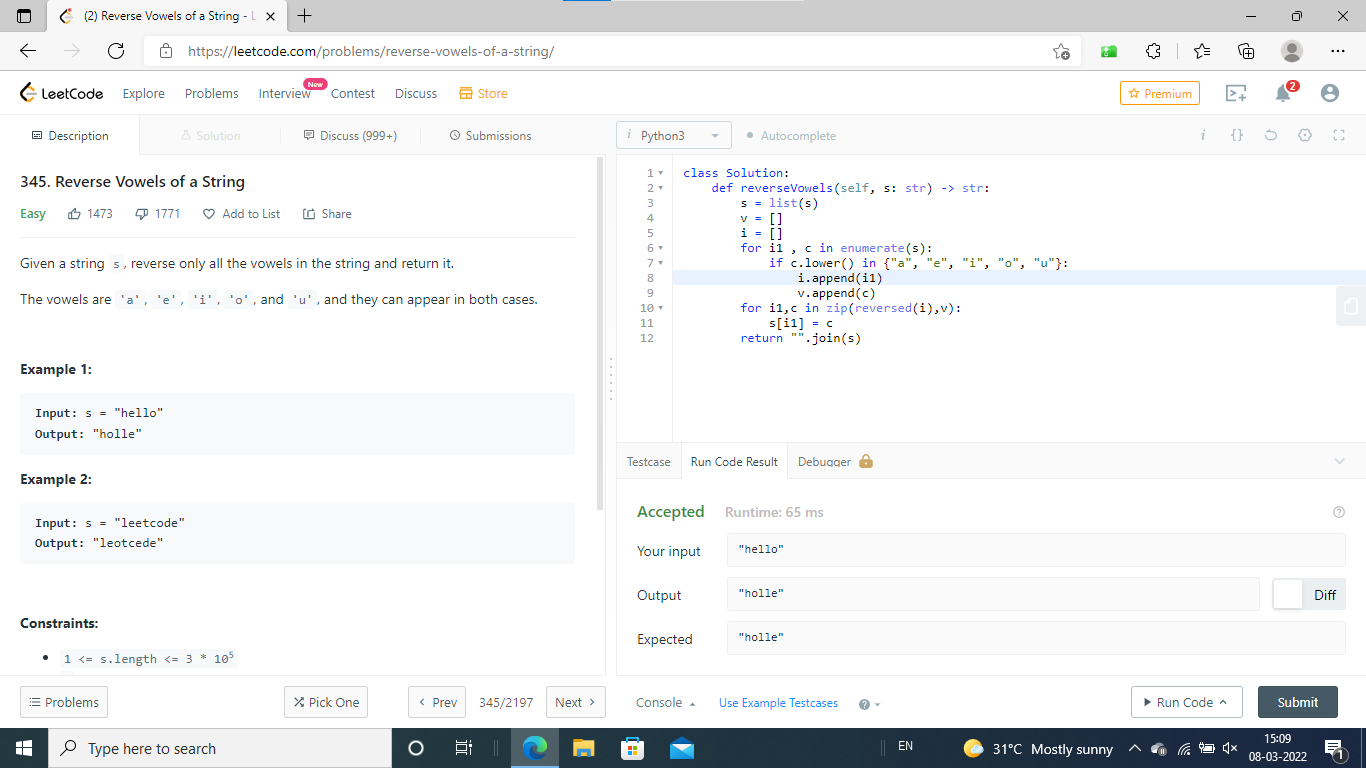 (2) Reverse Vowels of a String - L
https://leetcode.com/problems/reverse-vowels-of-a-string/
LeetCode Explore Problems Interview New Contest Discuss Store Premium 2
Description Solution Discuss (999+) Submissions
i Python3 Autocomplete i {}
345. Reverse Vowels of a String
Easy 1473 1771 Add to List Share
Given a string s, reverse only all the vowels in the string and return it.
The vowels are 'a', 'e', 'i', 'o', and 'u', and they can appear in both cases.
Example 1:
Input: s = "hello"
Output: "holle"
Example 2:
Input: s = "leetcode"
Output: "leotcede"
Constraints:
1 <= s.length <= 3 * 10⁵
Problems Pick One Prev 345/2197 Next
1 class Solution:
2 def reverseVowels(self, s: str) -> str:
3 s = list(s)
4 v = []
5 i = []
6 for i1 , c in enumerate(s):
7 if c.lower() in {"a", "e", "i", "o", "u"}:
8 i.append(i1)
9 v.append(c)
10 for i1,c in zip(reversed(i),v):
11 s[i1] = c
12 return "".join(s)
Testcase Run Code Result Debugger
Accepted Runtime: 65 ms
Your input "hello"
Output "holle" Diff
Expected "holle"
Console Use Example Testcases Run Code Submit
Type here to search
EN 31°C Mostly sunny 15:09
08-03-2022 1